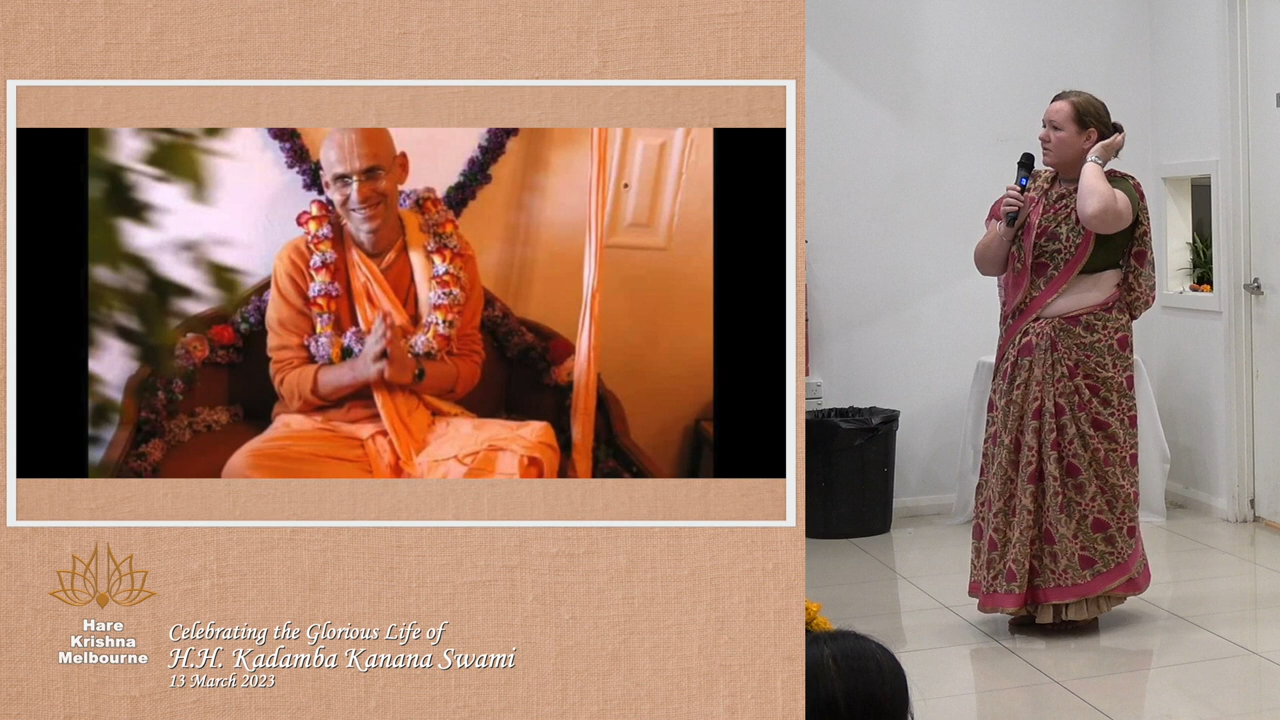 Hare
Krishna
Melbourne
Celebrating the Glorious Life of
H.H. Kadamba Kanana Swami
13 March 2023